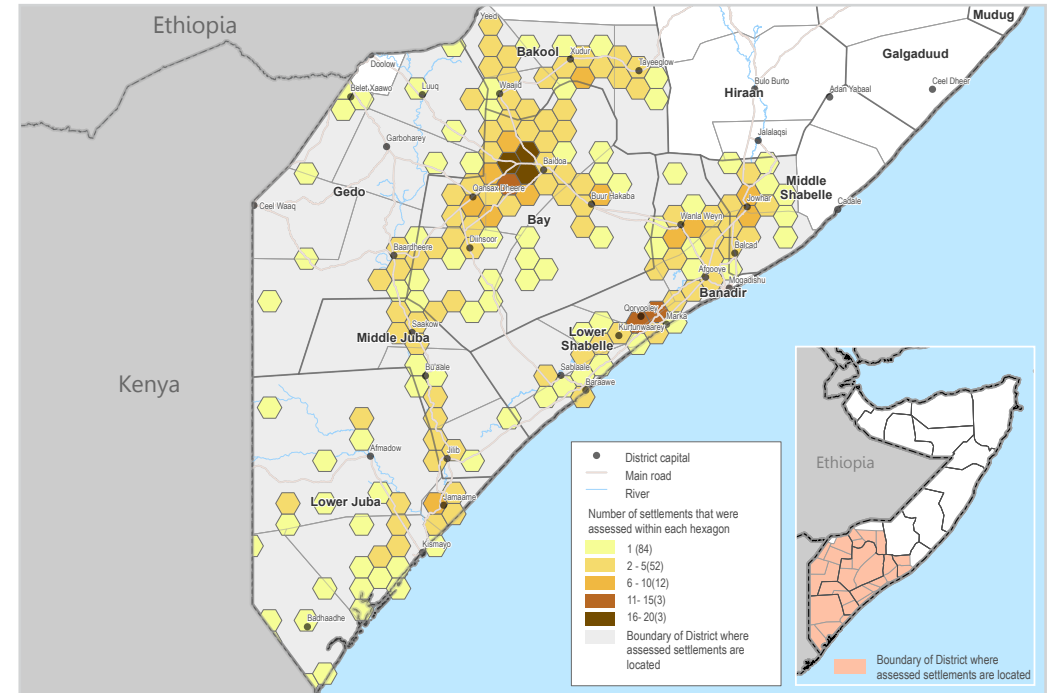 Mudug
Yeed
Ethiopia
Bakool
Xudur
Galgaduud
Doolow
Tayeeglow
Belet-Xaawo
Luuq
Waajid
Hiraan
Bulo Burto
Ceel Dheer
Adan Yabaal
Garbohareyy
Jalalaqsi
Baidoa
Gedo
Qansax Dheere
Buur Hakaba
Middle
Shabelle
Jowhar
Cadale
Ceel Waaq
Bay
Wanla Weyn
Diinsoor
Baardheere
Balcad
Afgooye
Mogadishu
Banadir
Qoryooley
Marka
Kurtunwaarey
Saakow
Middle Juba
Lower
Shabelle
Kenya
Bu'aale
Sablaale
Baraawe
Afmadow
Jilib
Lower Juba
Jamaame
Kismayo
Badhaadhe
District capital
Main road
River
Number of settlements that were
assessed within each hexagon
1 (84)
2 - 5(52)
6 - 10(12)
11- 15(3)
16- 20(3)
Boundary of District where
assessed settlements are
located
Ethiopia
Boundary of District where
assessed settlements are located